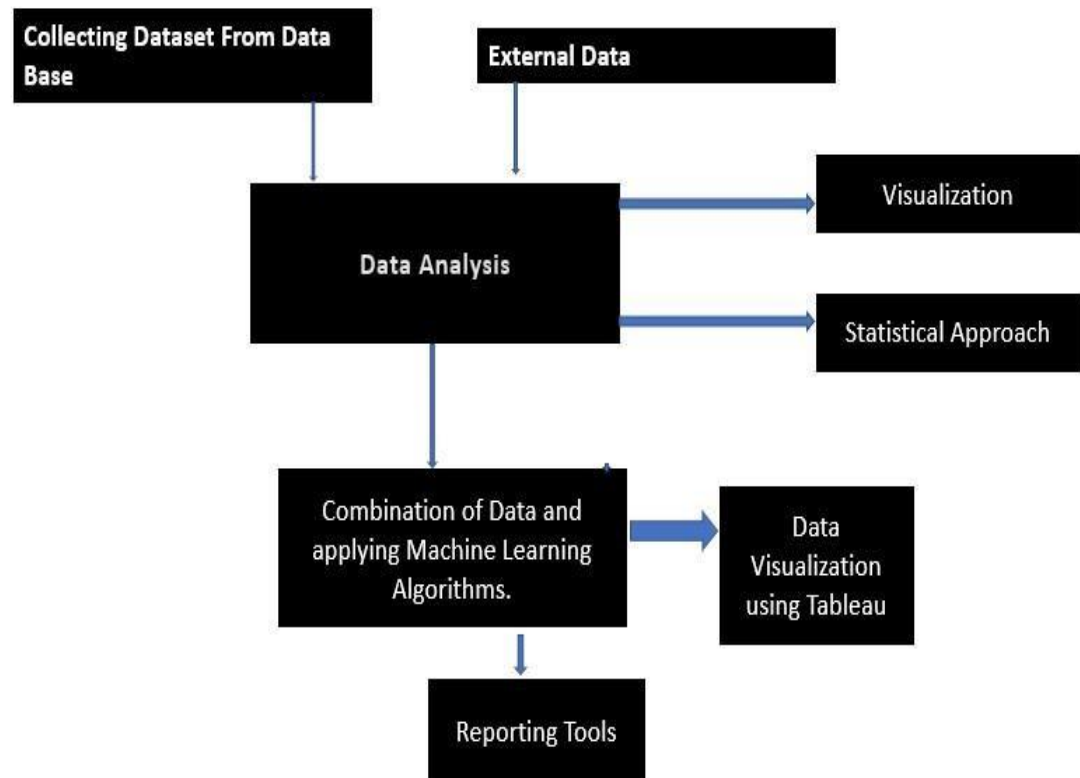 Collecting Dataset From Data
Base
External Data
Visualization
Data Analysis
Statistical Approach
Combination of Data and
applying Machine Learning
Algorithms.
Data
Visualization
using Tableau
Reporting Tools